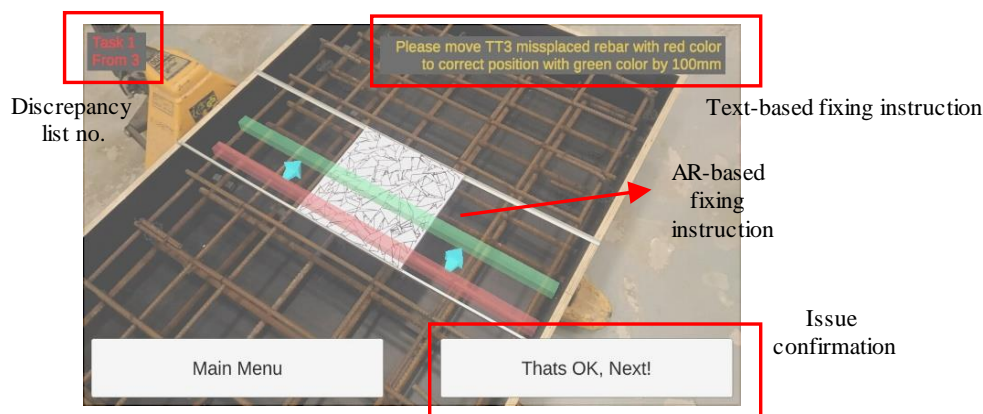 Task 1
From 3
Please move TT3 missplaced rebar with red color
to correct position with green color by 100mm
Discrepancy
list no.
Text-based fixing instruction
AR-based
fixing
instruction
Issue
confirmation
Main Menu
Thats OK, Next!